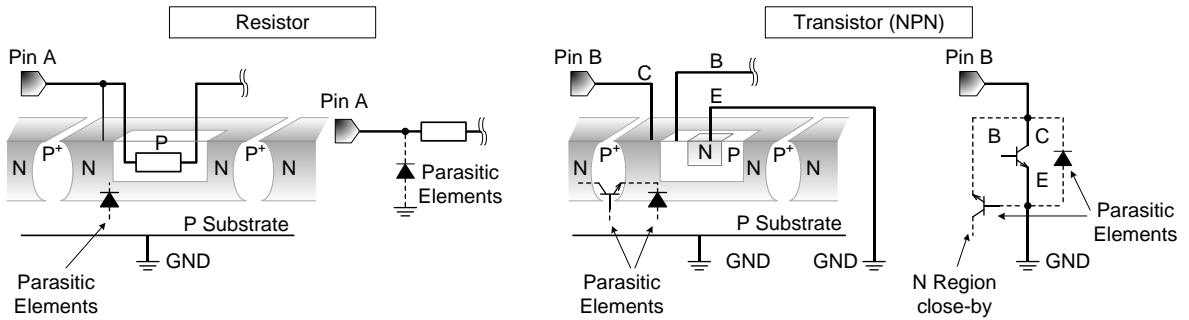 Resistor
Transistor (NPN)
Pin A
Pin B
C
B
E
Pin B
Pin A
N
P+
N
P
N
P+
N
N
P+
N
P
P+
N
N
B
C
E
Parasitic
Elements
P Substrate
GND
Parasitic
Elements
P Substrate
GND
GND
Parasitic
Elements
Parasitic
Elements
N Region
close-by
GND